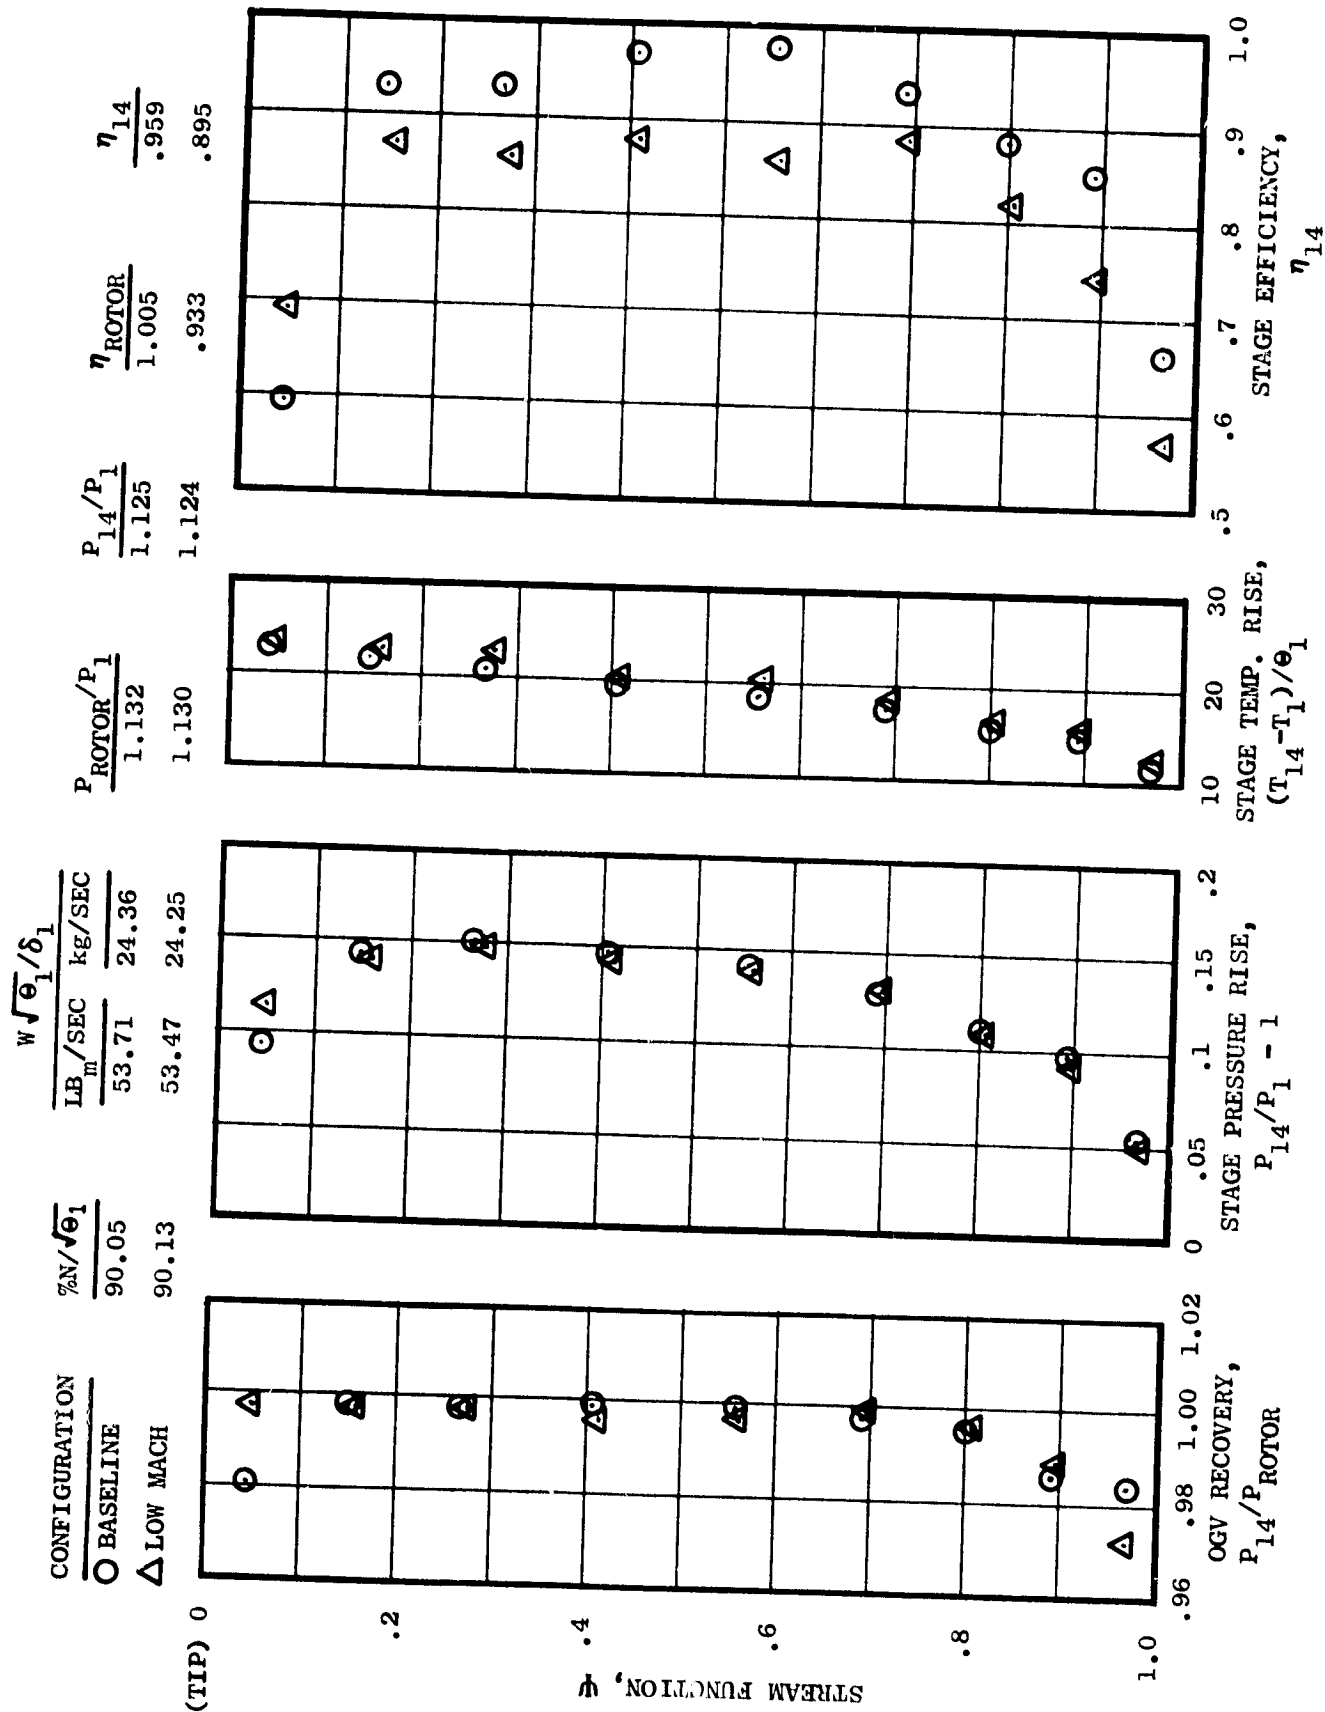 CONFIGURATION %N/√θ1 W√θ1/δ1 P ROTOR/P1 P14/P1 η ROTOR η14
LBm/SEC kg/SEC
BASELINE 90.05 53.71 24.36 1.132 1.125 1.005 .959
LOW MACH 90.13 53.47 24.25 1.130 1.124 .933 .895
(TIP) 0
.2
.4
.6
.8
1.0
STREAM FUNCTION, Ψ
.96 .98 1.00 1.02
OGV RECOVERY,
P14/P ROTOR
0 .05 .1 .15 .2
STAGE PRESSURE RISE,
P14/P1 - 1
10 20 30
STAGE TEMP. RISE,
(T14-T1)/θ1
.5 .6 .7 .8 .9 1.0
STAGE EFFICIENCY,
η14